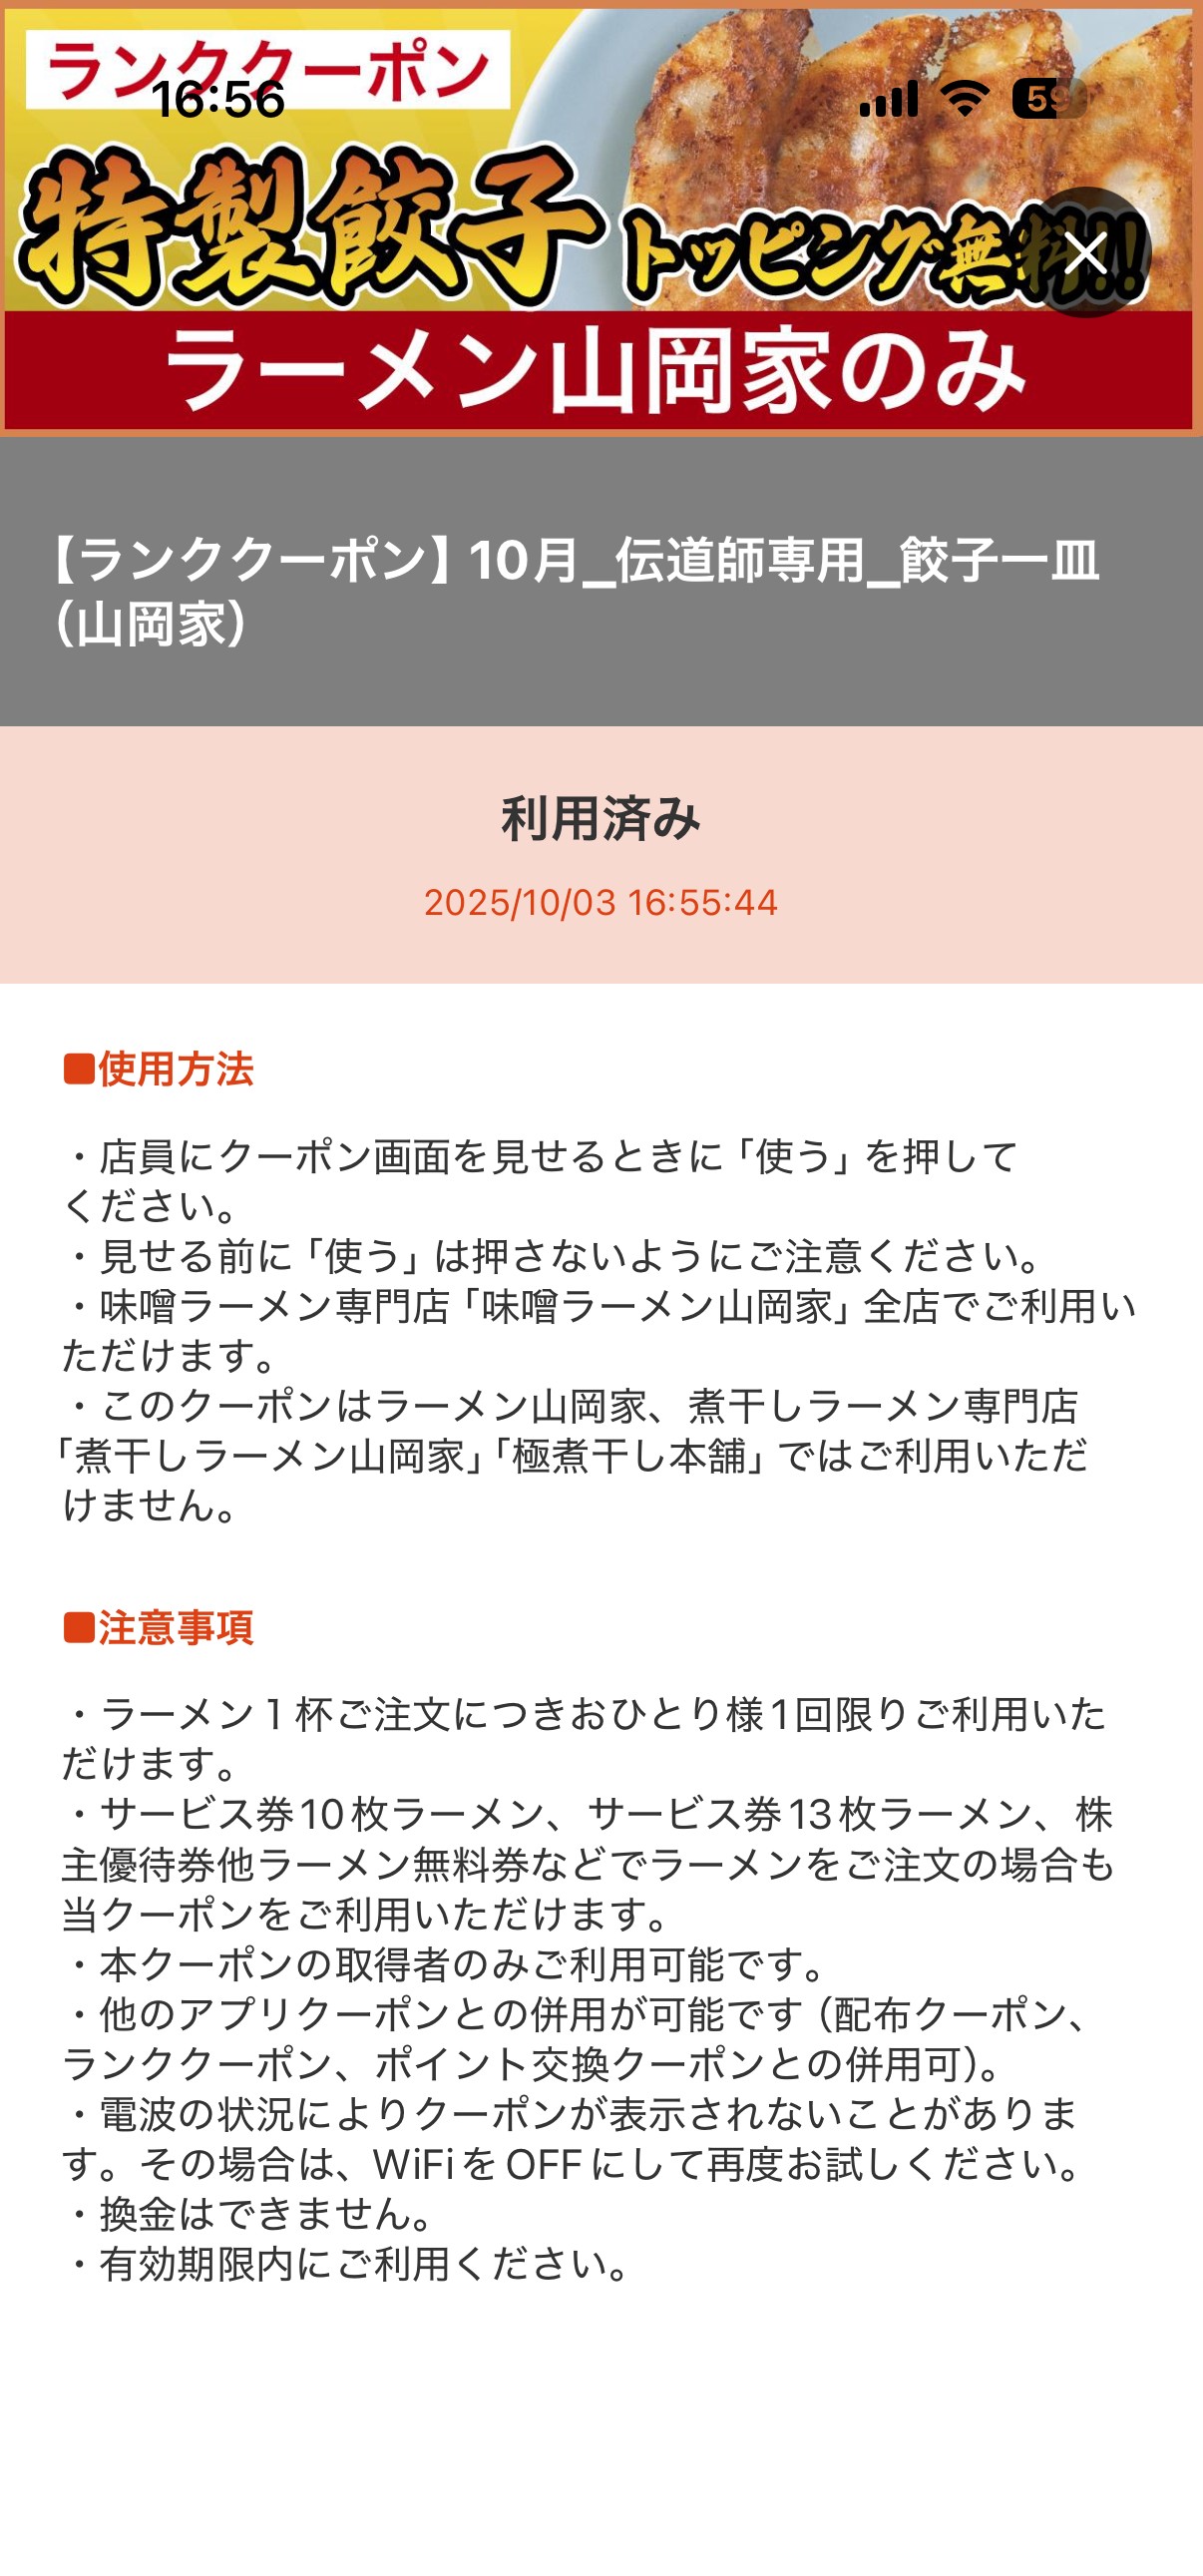 ランククーポン
16:56
59
特製餃子 トッピング無料!!
ラーメン山岡家のみ
【ランククーポン】10月_伝道師専用_餃子一皿
(山岡家)
利用済み
2025/10/03 16:55:44
■使用方法
・店員にクーポン画面を見せるときに「使う」を押して
ください。
・見せる前に「使う」は押さないようにご注意ください。
・味噌ラーメン専門店「味噌ラーメン山岡家」全店でご利用い
ただけます。
・このクーポンはラーメン山岡家、煮干しラーメン専門店
「煮干しラーメン山岡家」「極煮干し本舗」ではご利用いただ
けません。
■注意事項
・ラーメン１杯ご注文につきおひとり様1回限りご利用いた
だけます。
・サービス券10枚ラーメン、サービス券13枚ラーメン、株
主優待券他ラーメン無料券などでラーメンをご注文の場合も
当クーポンをご利用いただけます。
・本クーポンの取得者のみご利用可能です。
・他のアプリクーポンとの併用が可能です（配布クーポン、
ランククーポン、ポイント交換クーポンとの併用可）。
・電波の状況によりクーポンが表示されないことがありま
す。その場合は、WiFiをOFFにして再度お試しください。
・換金はできません。
・有効期限内にご利用ください。